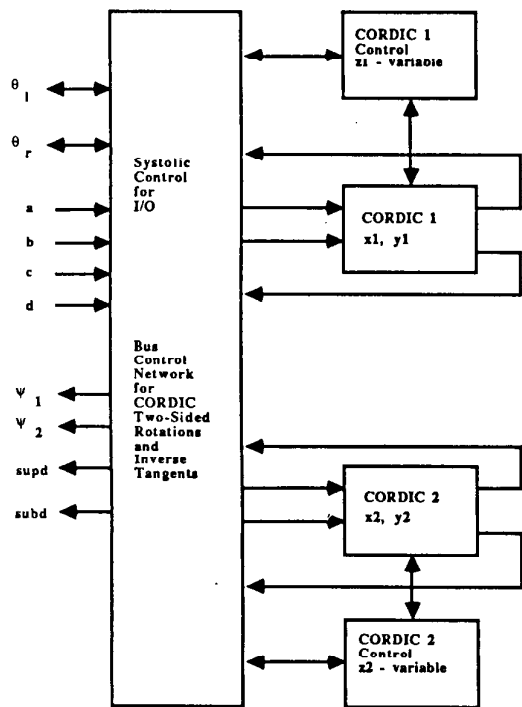 CORDIC 1
Control
z1 - variable
θ l
θ r
a
b
c
d
Systolic
Control
for
I/O
CORDIC 1
x1, y1
Bus
Control
Network
for
CORDIC
Two-Sided
Rotations
and
Inverse
Tangents
Ψ 1
Ψ 2
supd
subd
CORDIC 2
x2, y2
CORDIC 2
Control
z2 - variable